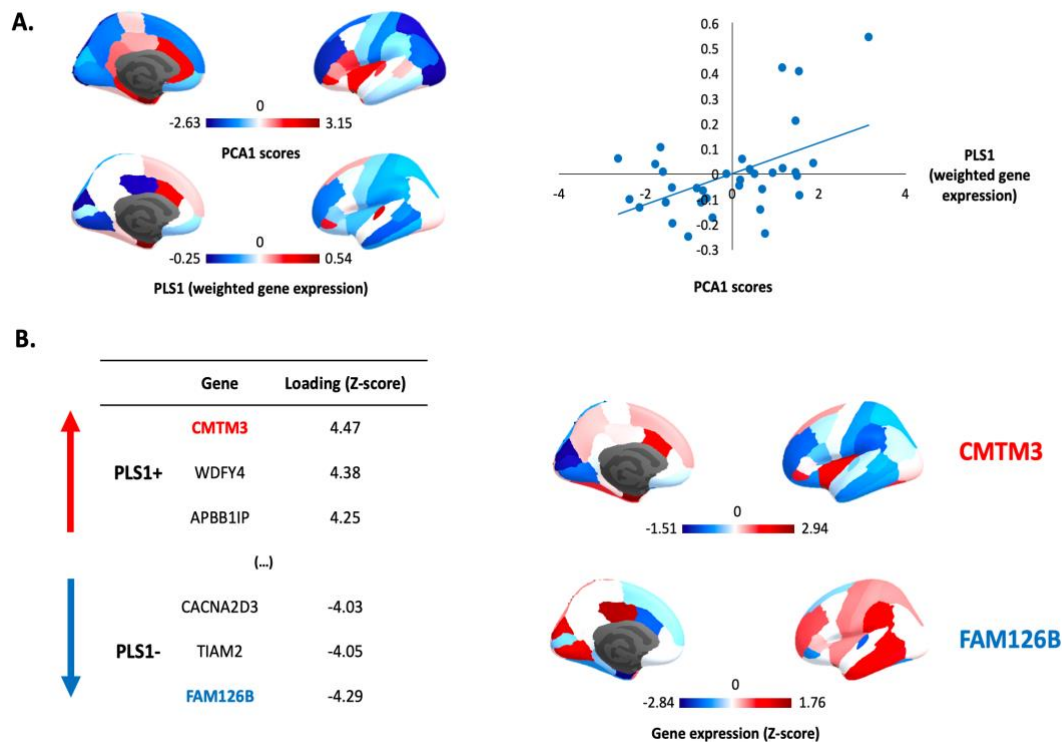 A.
0
-2.63 3.15
PCA1 scores
0
-0.25 0.54
PLS1 (weighted gene expression)
0.6
0.5
0.4
0.3
0.2
0.1
0
-0.1
-0.2
-0.3
-4 -2 0 2 4
PLS1
(weighted gene
expression)
PCA1 scores
B.
Gene Loading (Z-score)
CMTM3 4.47
PLS1+ WDFY4 4.38
APBB1IP 4.25
(...)
CACNA2D3 -4.03
PLS1- TIAM2 -4.05
FAM126B -4.29
CMTM3
0
-1.51 2.94
FAM126B
0
-2.84 1.76
Gene expression (Z-score)